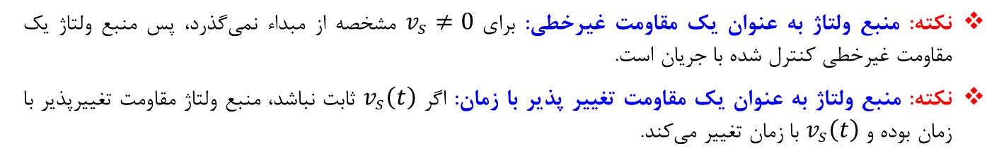 ❖ نکته: منبع ولتاژ به عنوان یک مقاومت غیرخطی: برای v_S ≠ 0 مشخصه از مبداء نمی‌گذرد، پس منبع ولتاژ یک
مقاومت غیرخطی کنترل شده با جریان است.
❖ نکته: منبع ولتاژ به عنوان یک مقاومت تغییر پذیر با زمان: اگر v_S(t) ثابت نباشد، منبع ولتاژ مقاومت تغییرپذیر با
زمان بوده و v_S(t) با زمان تغییر می‌کند.